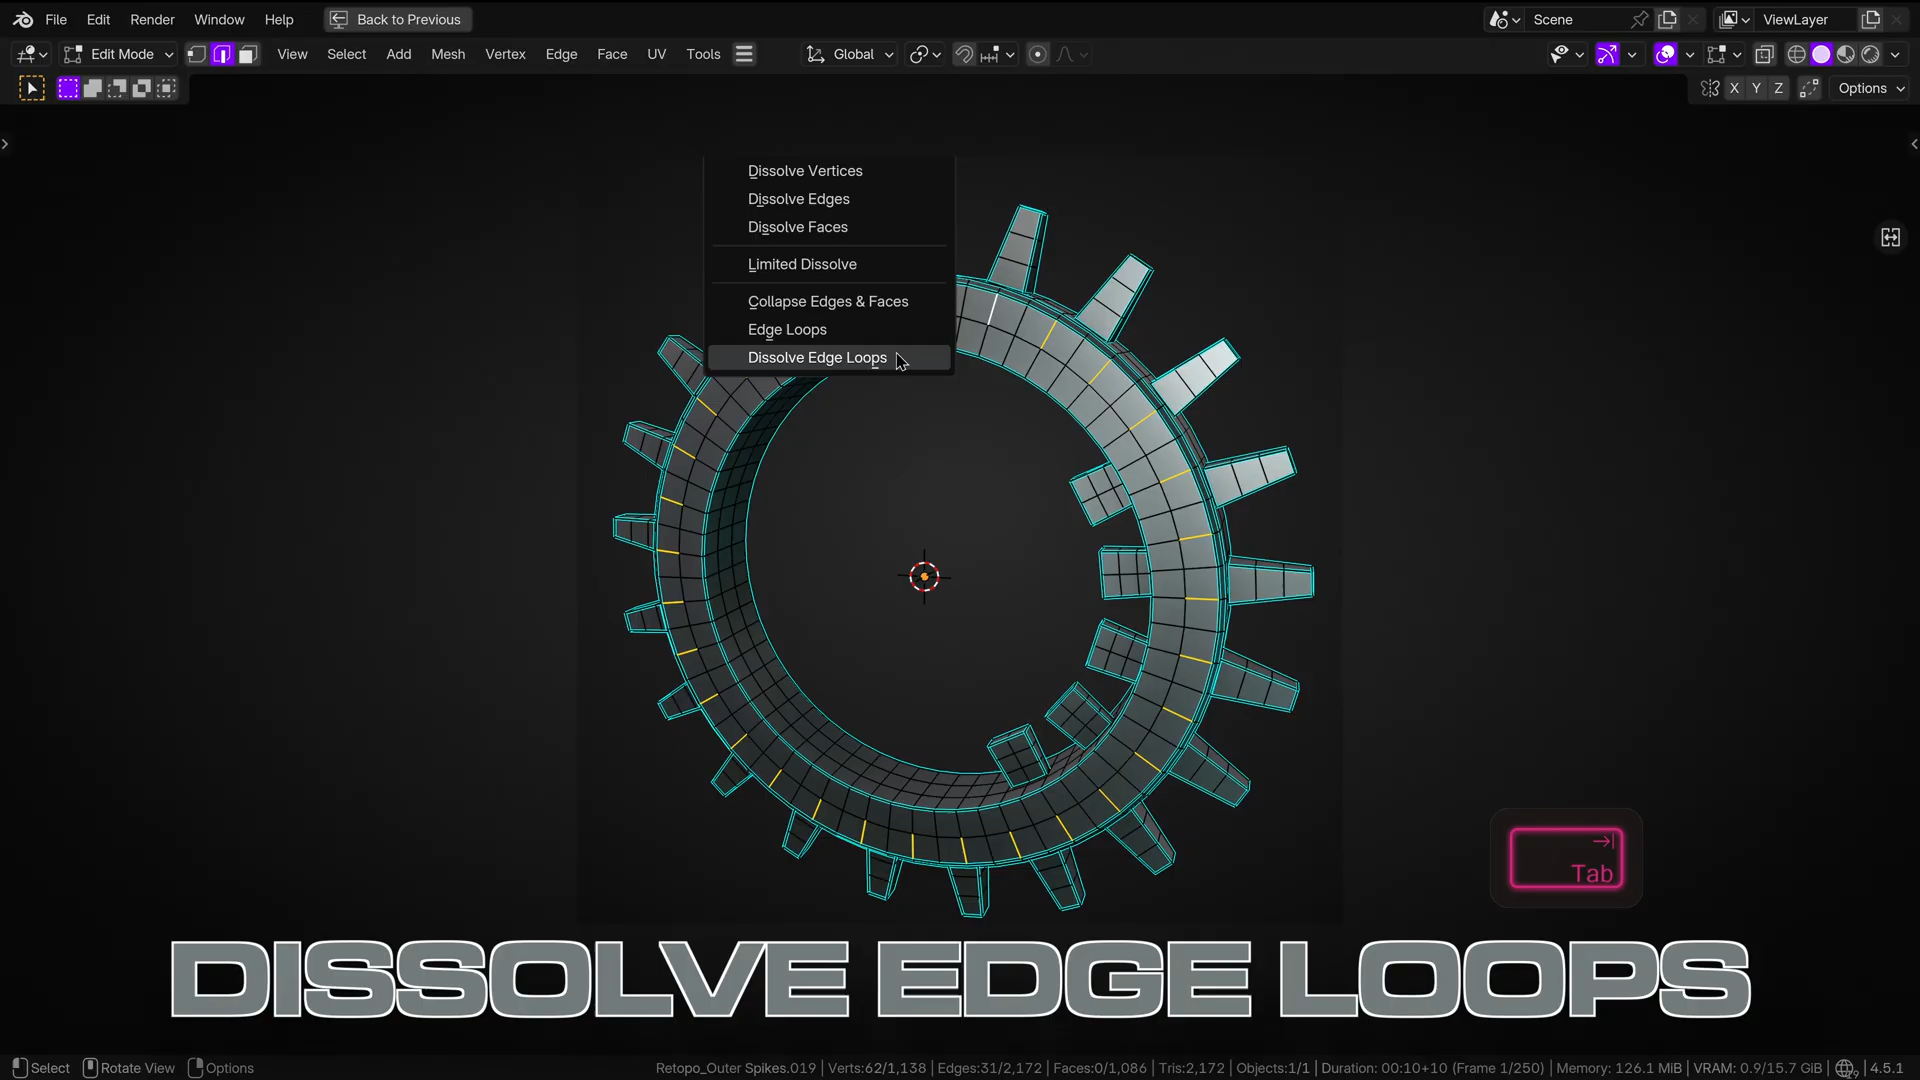 File Edit Render Window Help Back to Previous Scene ViewLayer
Edit Mode View Select Add Mesh Vertex Edge Face UV Tools Global
X Y Z Options
Dissolve Vertices
Dissolve Edges
Dissolve Faces
Limited Dissolve
Collapse Edges & Faces
Edge Loops
Dissolve Edge Loops
Tab
DISSOLVE EDGE LOOPS
Select Rotate View Options Retopo_Outer Spikes.019 | Verts:62/1,138 | Edges:31/2,172 | Faces:0/1,086 | Tris:2,172 | Objects:1/1 | Duration: 00:10+10 (Frame 1/250) | Memory: 126.1 MiB | VRAM: 0.9/15.7 GiB | 4.5.1